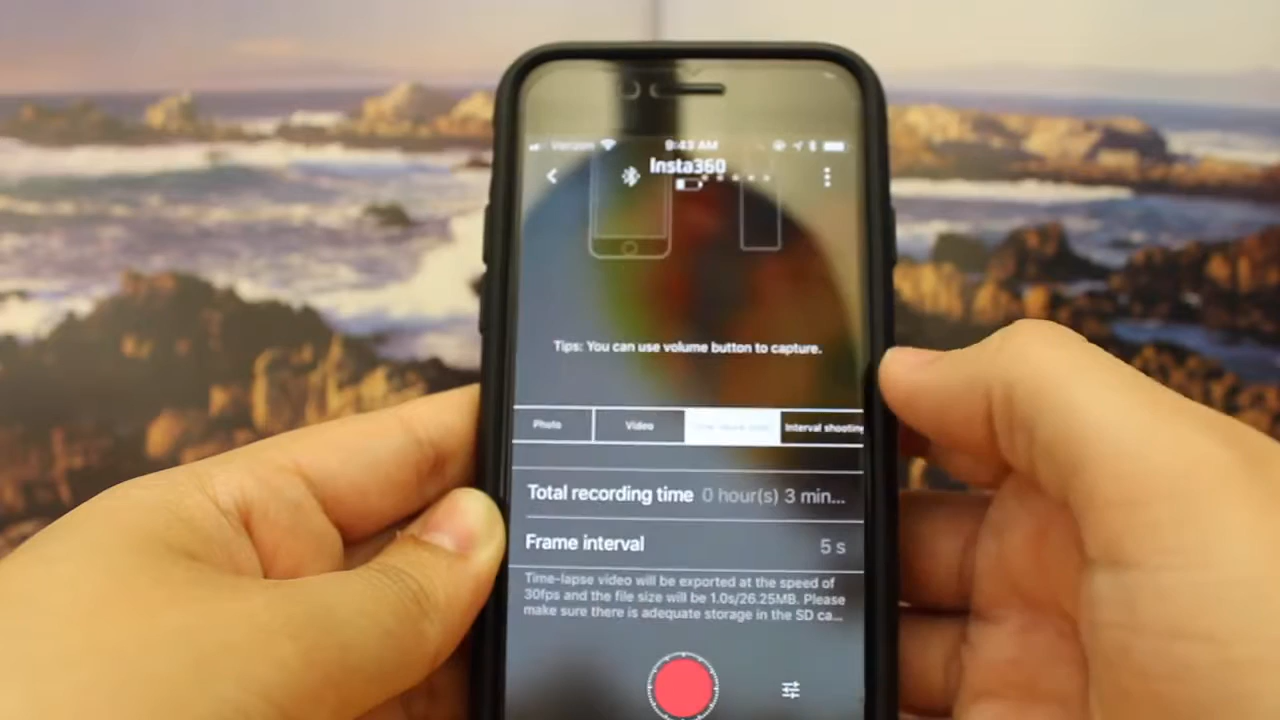 Verizon 9:43 AM
Insta360
Tips: You can use volume button to capture.
Photo Video Interval shooting
Total recording time 0 hour(s) 3 min...
Frame interval 5 s
Time-lapse video will be exported at the speed of
30fps and the file size will be 1.0s/26.25MB. Please
make sure there is adequate storage in the SD ca...